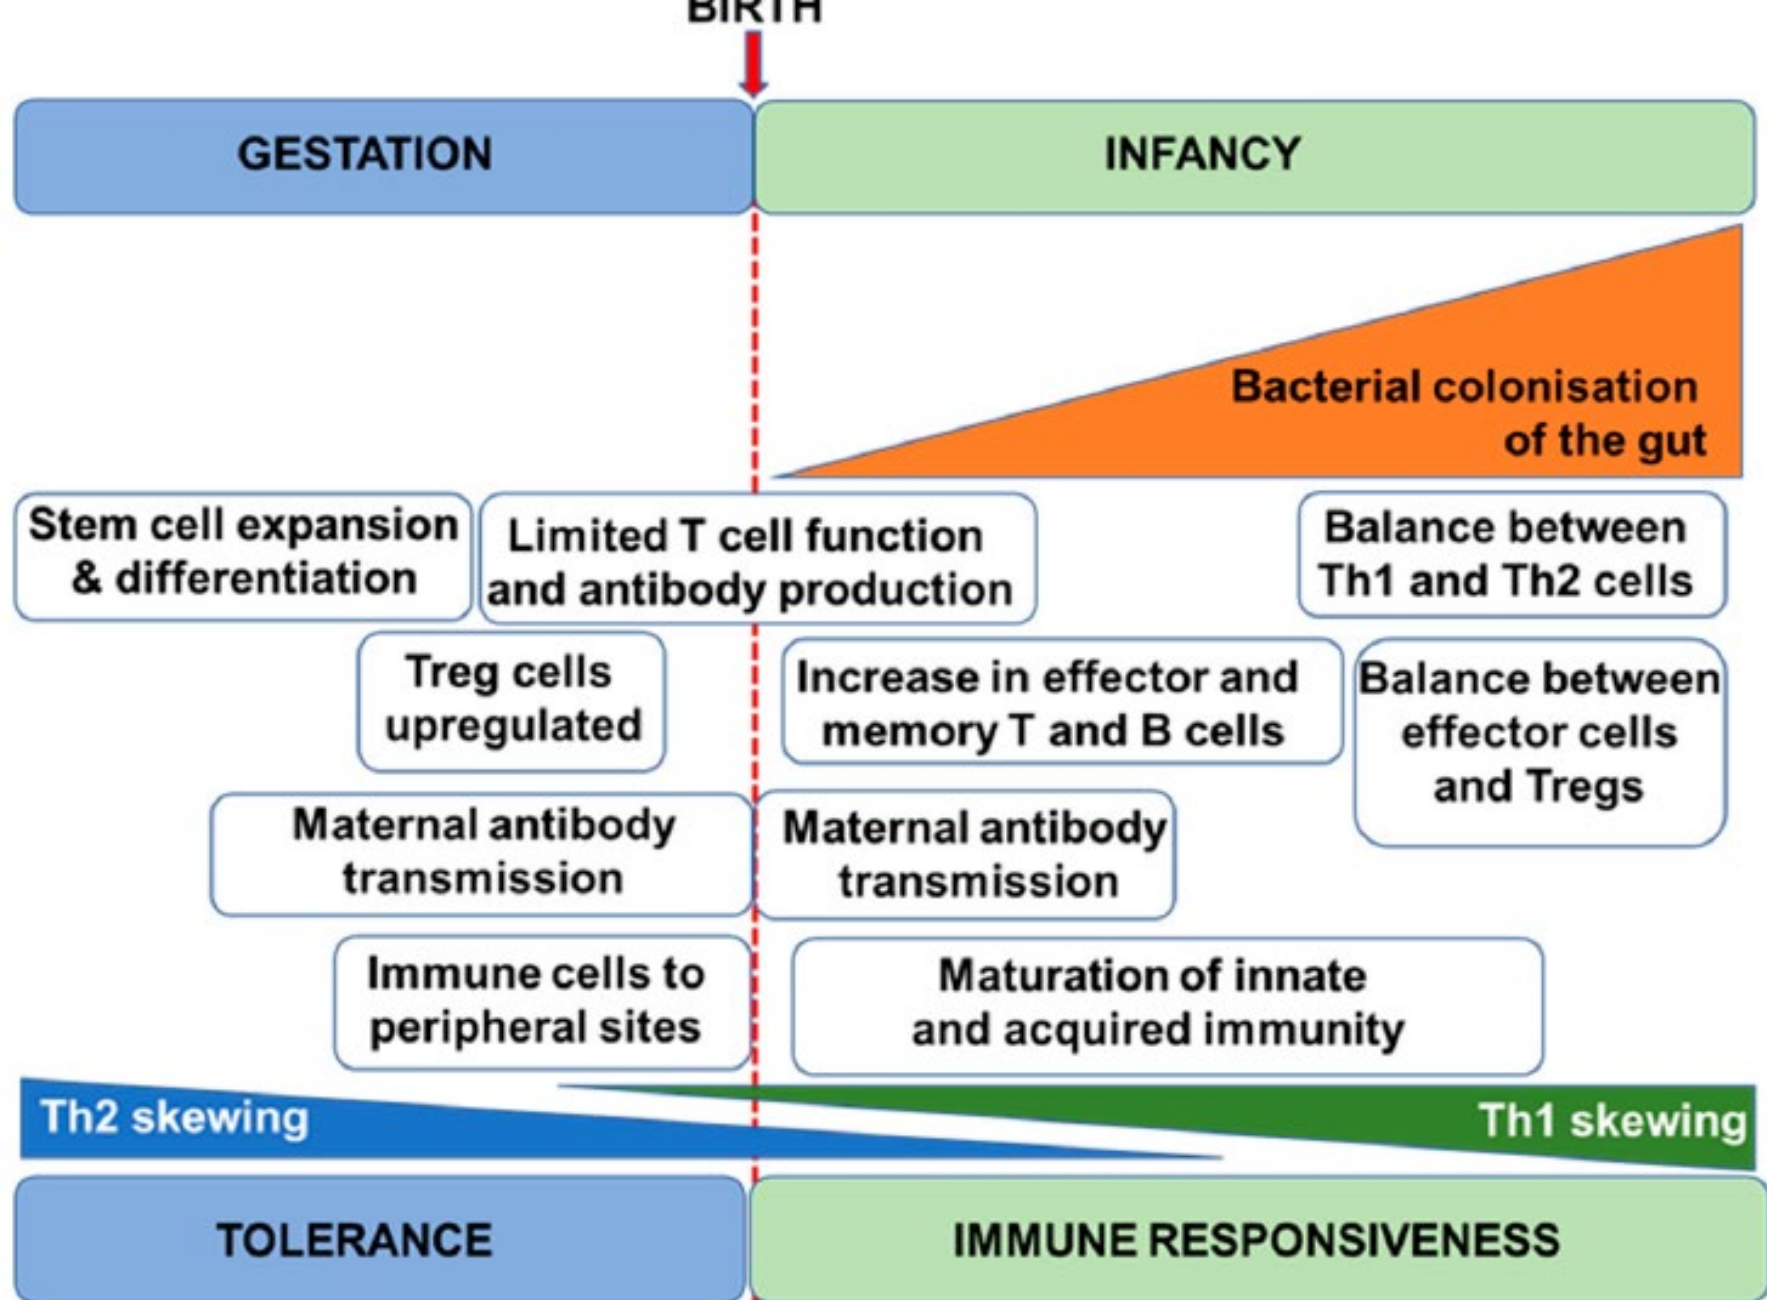 BIRTH
GESTATION
INFANCY
Bacterial colonisation
of the gut
Stem cell expansion
& differentiation
Limited T cell function
and antibody production
Balance between
Th1 and Th2 cells
Treg cells
upregulated
Increase in effector and
memory T and B cells
Balance between
effector cells
and Tregs
Maternal antibody
transmission
Maternal antibody
transmission
Immune cells to
peripheral sites
Maturation of innate
and acquired immunity
Th2 skewing
Th1 skewing
TOLERANCE
IMMUNE RESPONSIVENESS